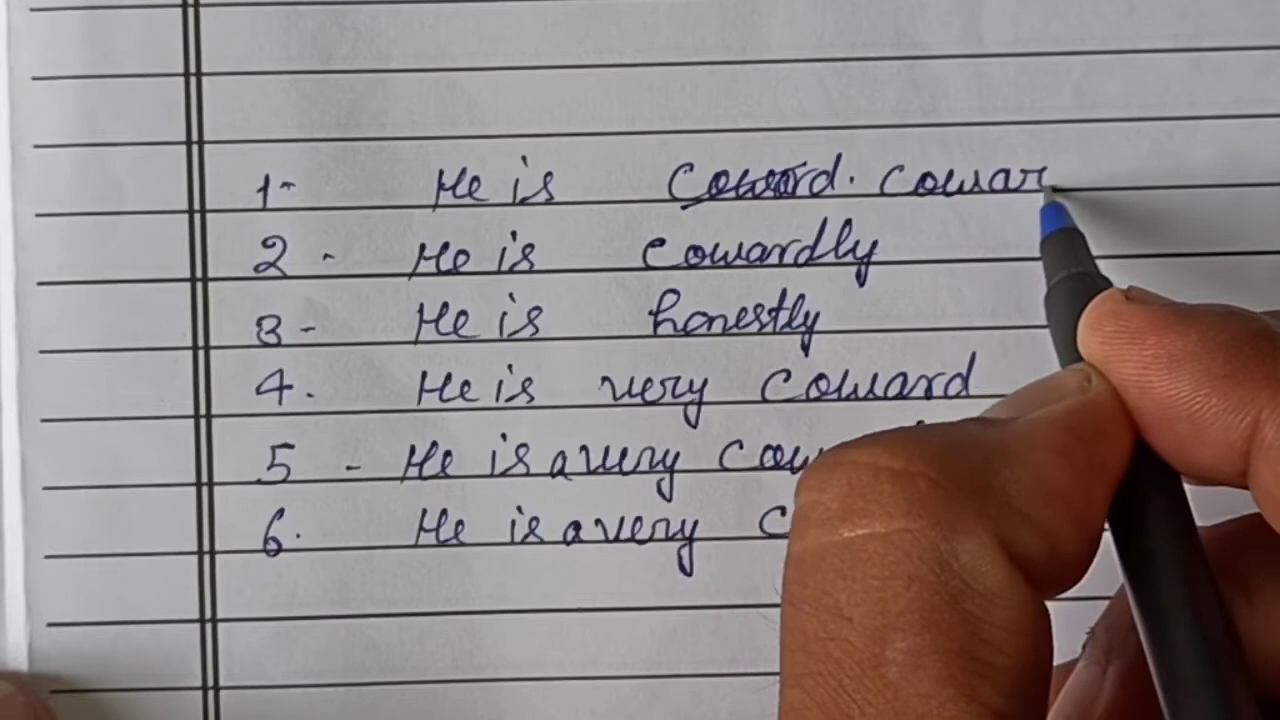 1- He is Coward. Cowar
2 - He is Cowardly
3 - He is honestly
4. He is very Coward
5 - He is a very Cow
6. He is a very C